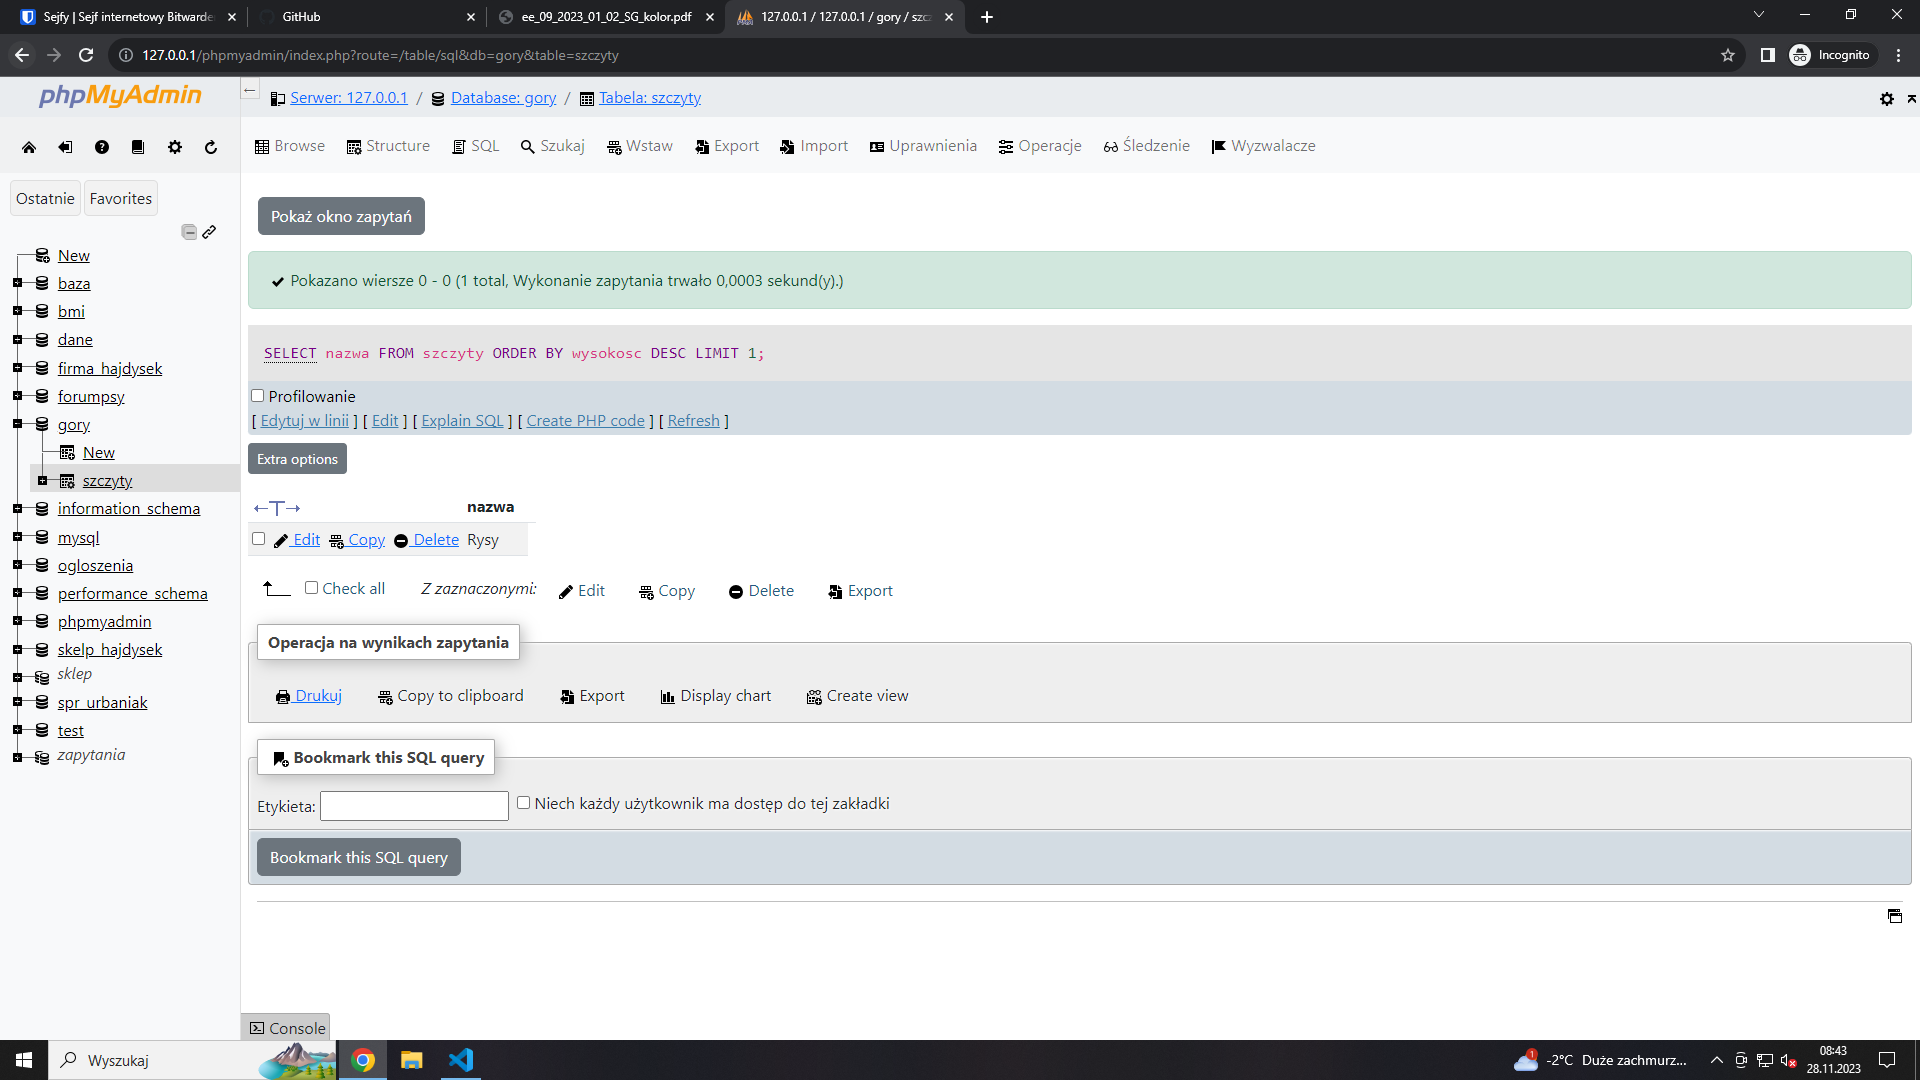 Sejfy | Sejf internetowy Bitwarde
GitHub
ee_09_2023_01_02_SG_kolor.pdf
127.0.0.1 / 127.0.0.1 / gory / szc
127.0.0.1/phpmyadmin/index.php?route=/table/sql&db=gory&table=szczyty
Incognito
phpMyAdmin
Serwer: 127.0.0.1 / Database: gory / Tabela: szczyty
Browse Structure SQL Szukaj Wstaw Export Import Uprawnienia Operacje Śledzenie Wyzwalacze
Ostatnie Favorites
New
baza
bmi
dane
firma_hajdysek
forumpsy
gory
New
szczyty
information_schema
mysql
ogloszenia
performance_schema
phpmyadmin
skelp_hajdysek
sklep
spr_urbaniak
test
zapytania
Pokaż okno zapytań
Pokazano wiersze 0 - 0 (1 total, Wykonanie zapytania trwało 0,0003 sekund(y).)
SELECT nazwa FROM szczyty ORDER BY wysokosc DESC LIMIT 1;
Profilowanie
[ Edytuj w linii ] [ Edit ] [ Explain SQL ] [ Create PHP code ] [ Refresh ]
Extra options
←T→ nazwa
Edit Copy Delete Rysy
Check all Z zaznaczonymi: Edit Copy Delete Export
Operacja na wynikach zapytania
Drukuj Copy to clipboard Export Display chart Create view
Bookmark this SQL query
Etykieta: Niech każdy użytkownik ma dostęp do tej zakładki
Bookmark this SQL query
Console
Wyszukaj
1 -2°C Duże zachmurz...
08:43
28.11.2023